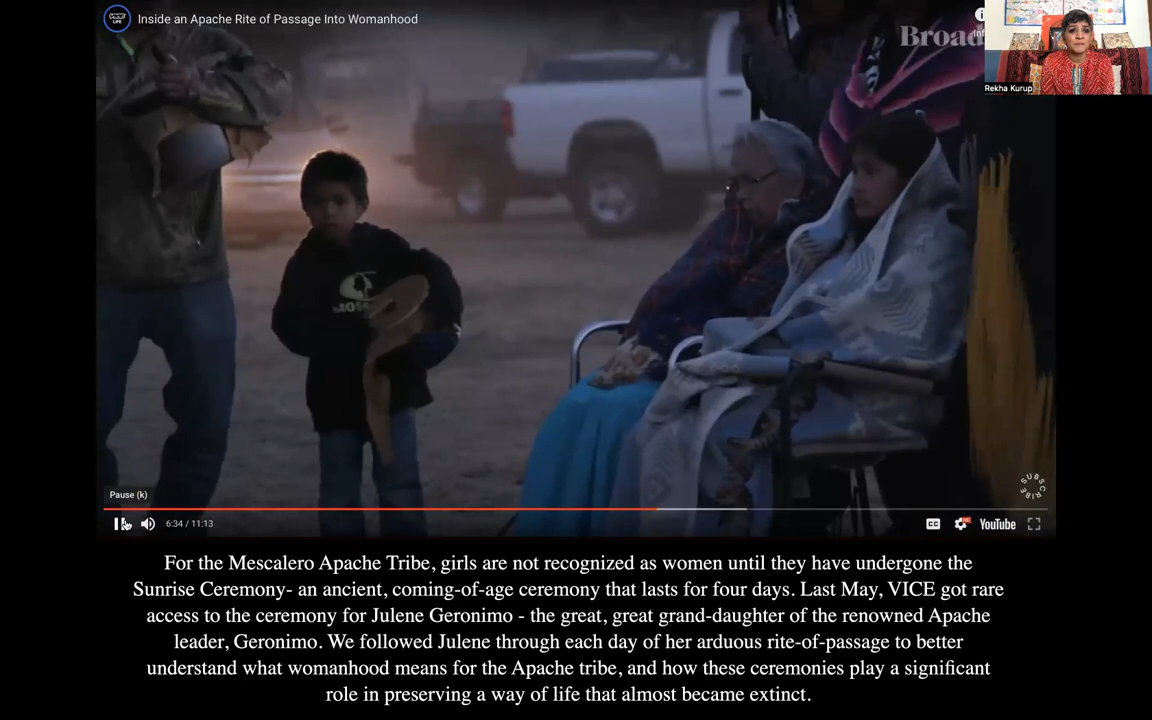 VICE
LIFE
Inside an Apache Rite of Passage Into Womanhood
Broad
Rekha Kurup
Pause (k)
SUBSCRIBE
6:34 / 11:13
CC
YouTube
For the Mescalero Apache Tribe, girls are not recognized as women until they have undergone the
Sunrise Ceremony- an ancient, coming-of-age ceremony that lasts for four days. Last May, VICE got rare
access to the ceremony for Julene Geronimo - the great, great grand-daughter of the renowned Apache
leader, Geronimo. We followed Julene through each day of her arduous rite-of-passage to better
understand what womanhood means for the Apache tribe, and how these ceremonies play a significant
role in preserving a way of life that almost became extinct.